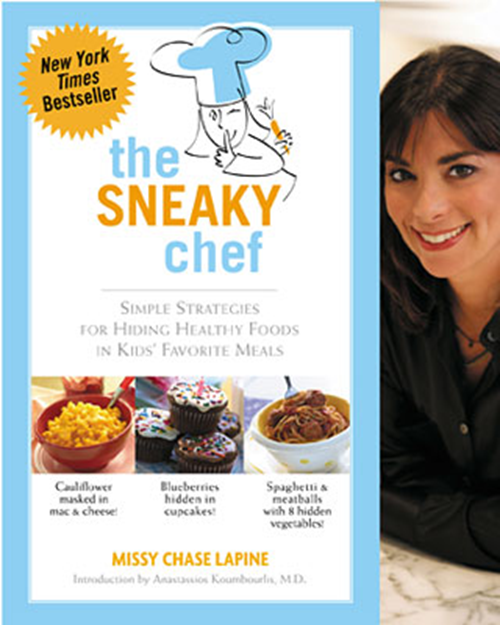 New York
Times
Bestseller
the
SNEAKY
chef
SIMPLE STRATEGIES
FOR HIDING HEALTHY FOODS
IN KIDS' FAVORITE MEALS
Cauliflower
masked in
mac & cheese!
Blueberries
hidden in
cupcakes!
Spaghetti &
meatballs
with 8 hidden
vegetables!
MISSY CHASE LAPINE
Introduction by Anastassios Koumbourlis, M.D.